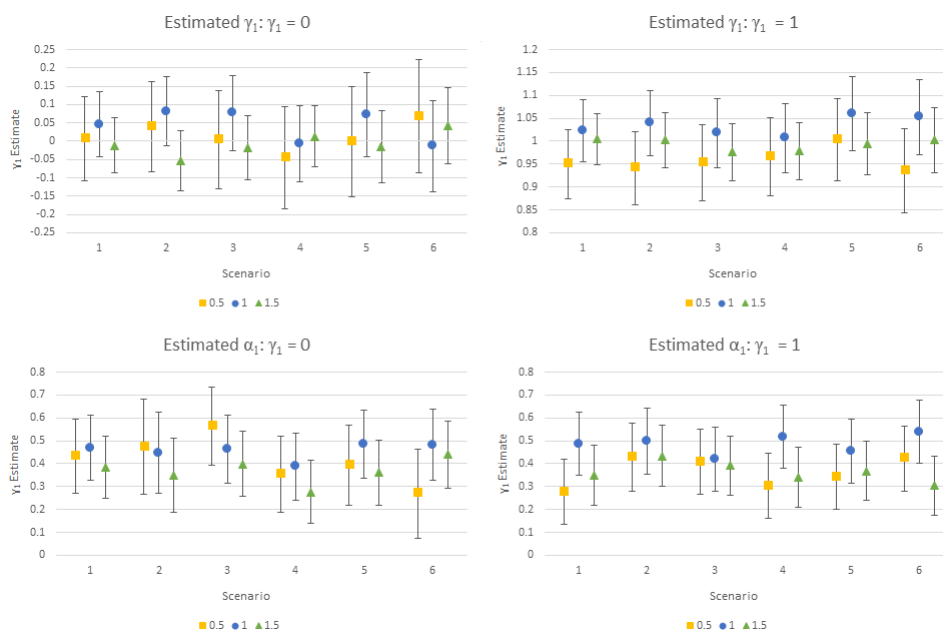 Estimated γ₁: γ₁ = 0
0.25
0.2
0.15
0.1
0.05
0
-0.05
-0.1
-0.15
-0.2
-0.25
γ₁ Estimate
1 2 3 4 5 6
Scenario
0.5 1 1.5
Estimated γ₁: γ₁ = 1
1.2
1.15
1.1
1.05
1
0.95
0.9
0.85
0.8
γ₁ Estimate
1 2 3 4 5 6
Scenario
0.5 1 1.5
Estimated α₁: γ₁ = 0
0.8
0.7
0.6
0.5
0.4
0.3
0.2
0.1
0
γ₁ Estimate
1 2 3 4 5 6
Scenario
0.5 1 1.5
Estimated α₁: γ₁ = 1
0.8
0.7
0.6
0.5
0.4
0.3
0.2
0.1
0
γ₁ Estimate
1 2 3 4 5 6
Scenario
0.5 1 1.5